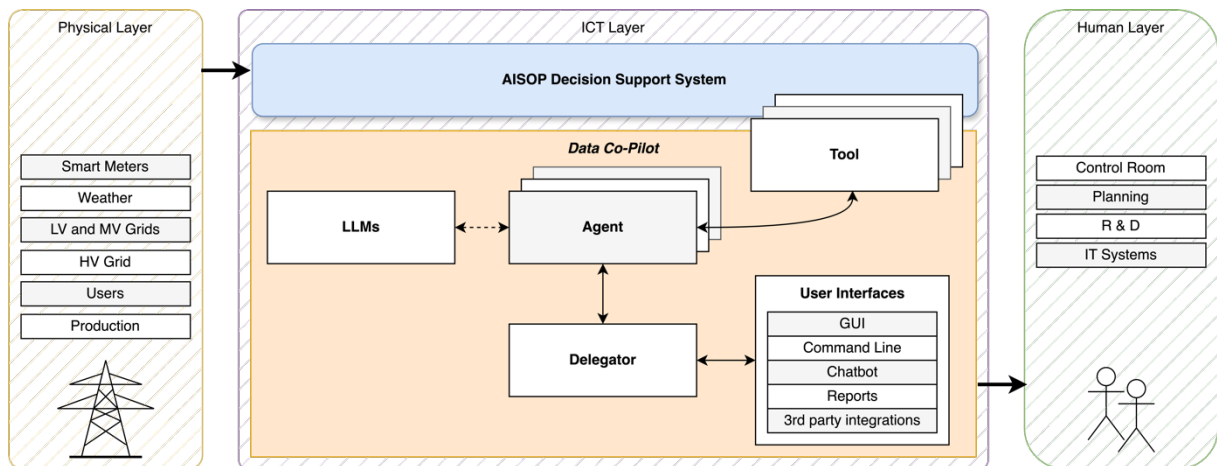 Physical Layer
Smart Meters
Weather
LV and MV Grids
HV Grid
Users
Production
ICT Layer
AISOP Decision Support System
Data Co-Pilot
Tool
LLMs
Agent
Delegator
User Interfaces
GUI
Command Line
Chatbot
Reports
3rd party integrations
Human Layer
Control Room
Planning
R & D
IT Systems